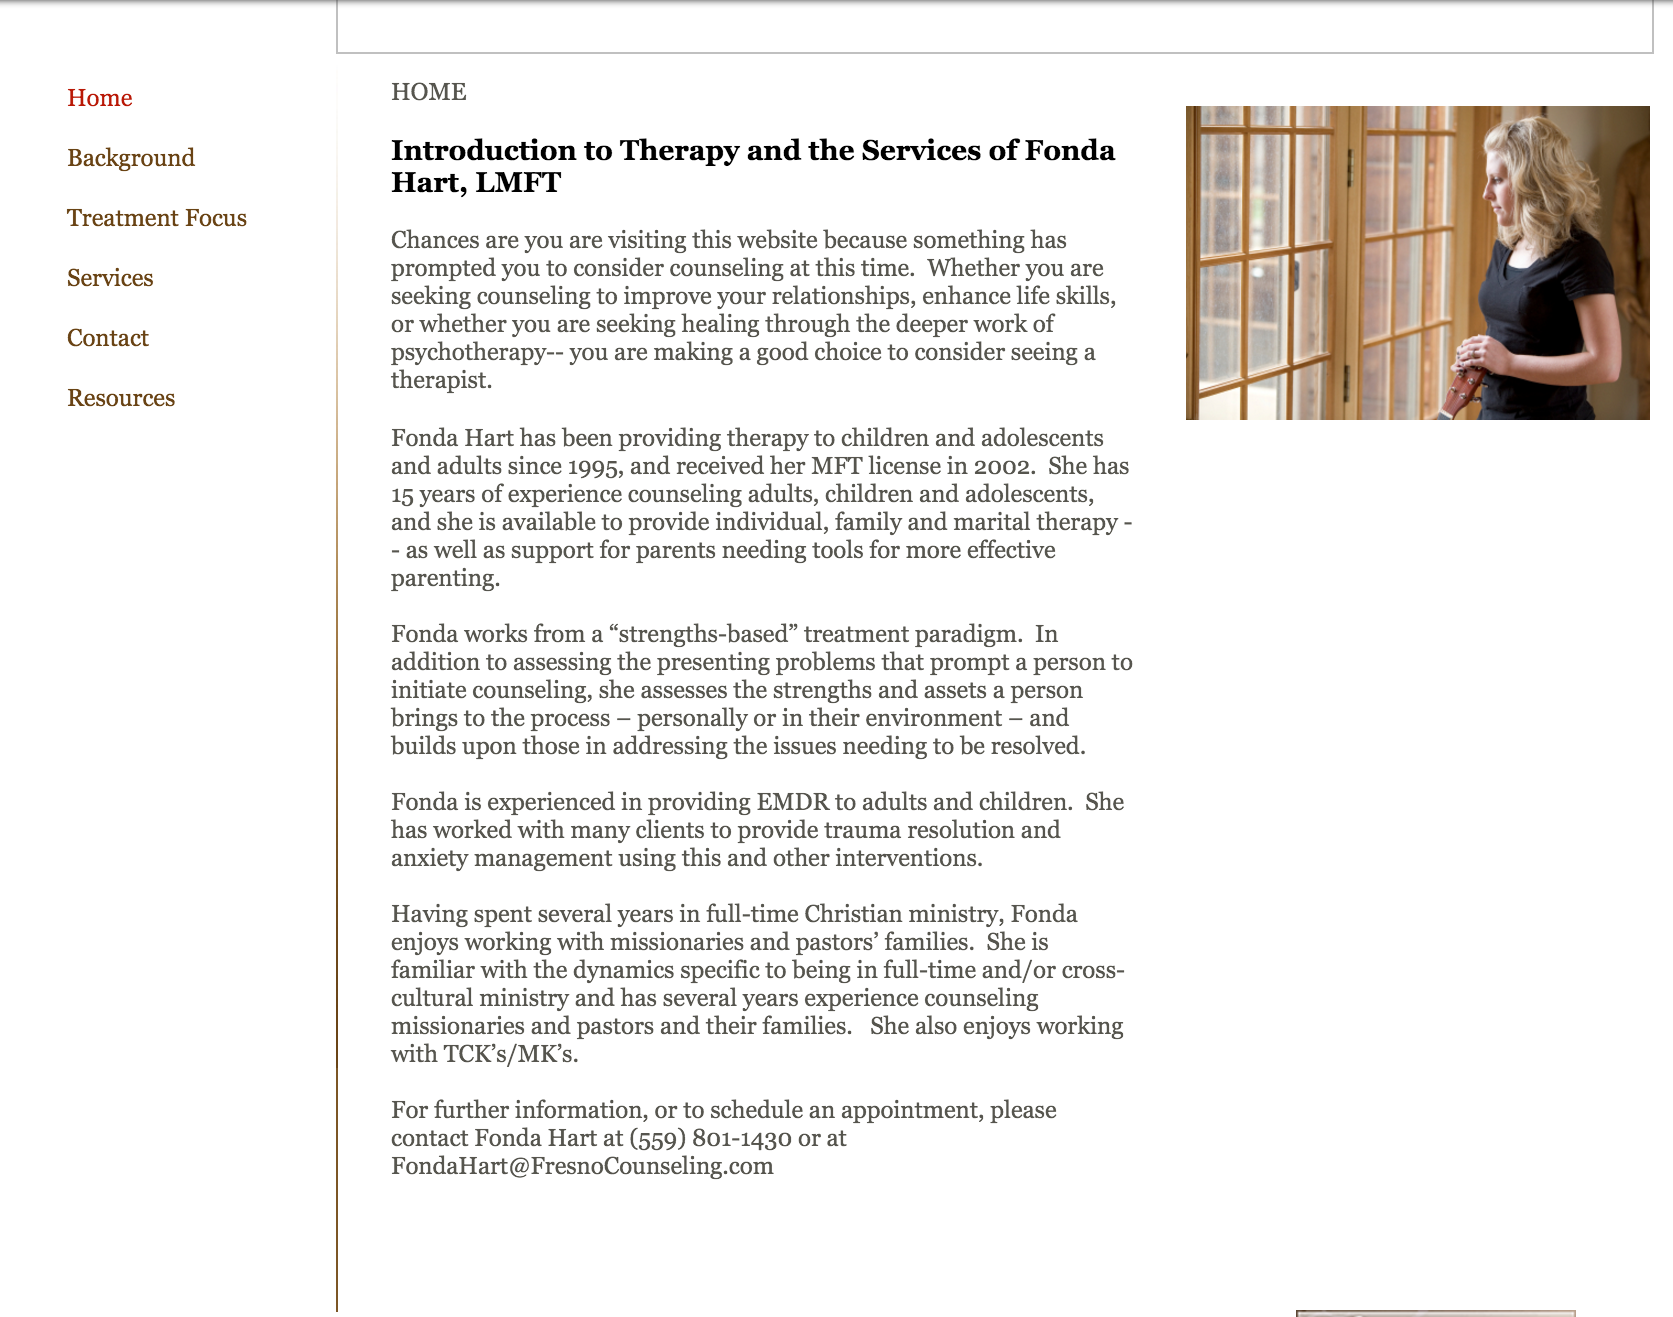 Home
Background
Treatment Focus
Services
Contact
Resources
HOME
Introduction to Therapy and the Services of Fonda
Hart, LMFT
Chances are you are visiting this website because something has
prompted you to consider counseling at this time.  Whether you are
seeking counseling to improve your relationships, enhance life skills,
or whether you are seeking healing through the deeper work of
psychotherapy-- you are making a good choice to consider seeing a
therapist.
Fonda Hart has been providing therapy to children and adolescents
and adults since 1995, and received her MFT license in 2002.  She has
15 years of experience counseling adults, children and adolescents,
and she is available to provide individual, family and marital therapy -
- as well as support for parents needing tools for more effective
parenting.
Fonda works from a “strengths-based” treatment paradigm.  In
addition to assessing the presenting problems that prompt a person to
initiate counseling, she assesses the strengths and assets a person
brings to the process – personally or in their environment – and
builds upon those in addressing the issues needing to be resolved.
Fonda is experienced in providing EMDR to adults and children.  She
has worked with many clients to provide trauma resolution and
anxiety management using this and other interventions.
Having spent several years in full-time Christian ministry, Fonda
enjoys working with missionaries and pastors’ families.  She is
familiar with the dynamics specific to being in full-time and/or cross-
cultural ministry and has several years experience counseling
missionaries and pastors and their families.   She also enjoys working
with TCK’s/MK’s.
For further information, or to schedule an appointment, please
contact Fonda Hart at (559) 801-1430 or at
FondaHart@FresnoCounseling.com